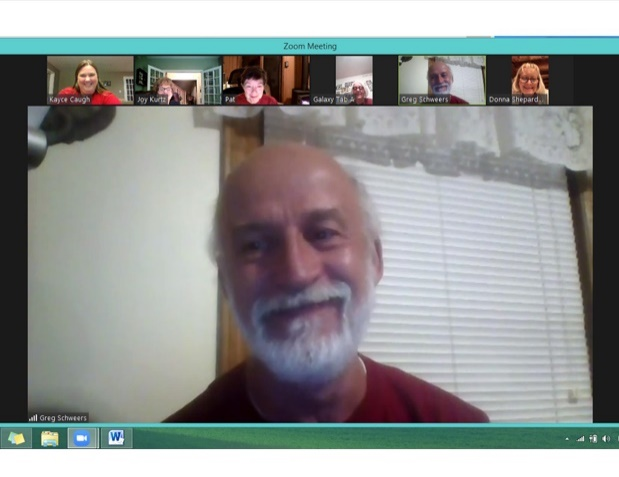 Zoom Meeting
Kayce Caugh
Joy Kurtz
Pat
Galaxy Tab A
Greg Schweers
Donna Shepard...
Greg Schweers
W